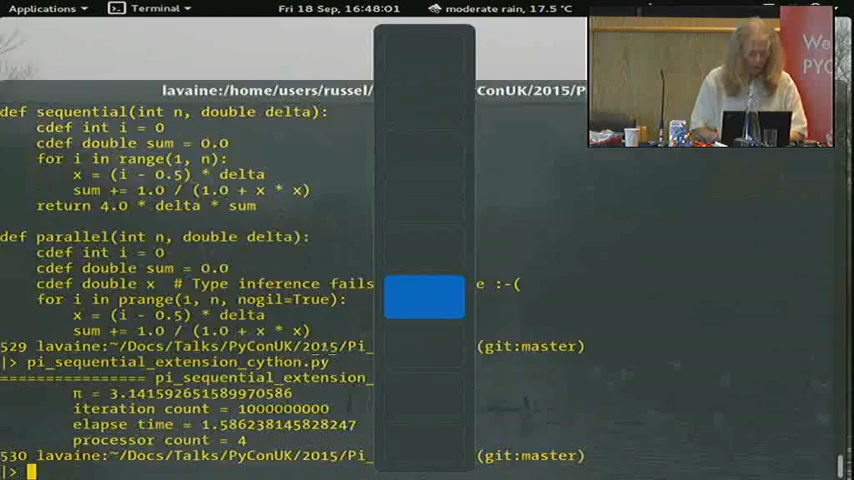 Applications
Terminal
Fri 18 Sep, 16:48:01
moderate rain, 17.5 °C
We
PYC
lavaine:/home/users/russel/
ConUK/2015/P
def sequential(int n, double delta):
cdef int i = 0
cdef double sum = 0.0
for i in range(1, n):
x = (i - 0.5) * delta
sum += 1.0 / (1.0 + x * x)
return 4.0 * delta * sum
def parallel(int n, double delta):
cdef int i = 0
cdef double sum = 0.0
cdef double x  # Type inference fails e :-(
for i in prange(1, n, nogil=True):
x = (i - 0.5) * delta
sum += 1.0 / (1.0 + x * x)
529 lavaine:~/Docs/Talks/PyConUK/2015/Pi_ (git:master)
|> pi_sequential_extension_cython.py
================ pi_sequential_extension_
π = 3.141592651589970586
iteration count = 1000000000
elapse time = 1.586238145828247
processor count = 4
530 lavaine:~/Docs/Talks/PyConUK/2015/Pi_ (git:master)
|>